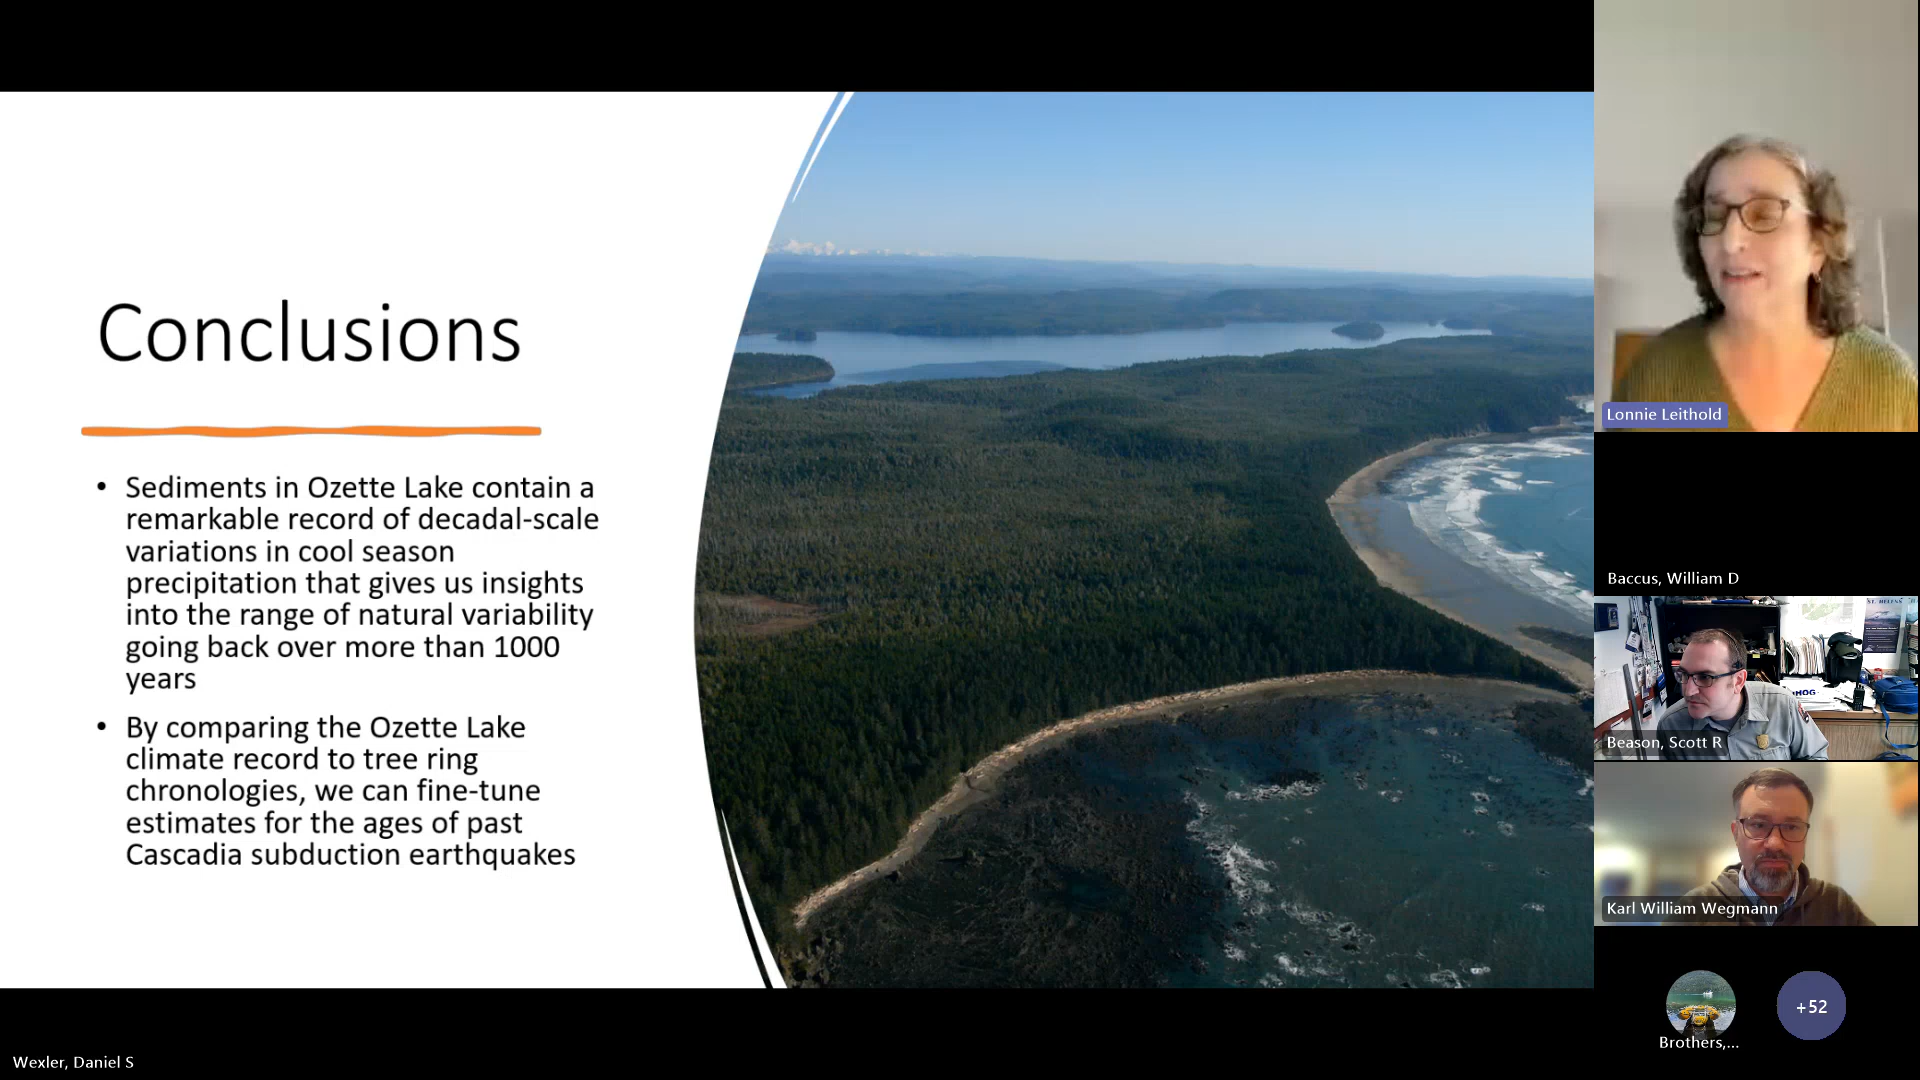 Conclusions
• Sediments in Ozette Lake contain a
remarkable record of decadal-scale
variations in cool season
precipitation that gives us insights
into the range of natural variability
going back over more than 1000
years
• By comparing the Ozette Lake
climate record to tree ring
chronologies, we can fine-tune
estimates for the ages of past
Cascadia subduction earthquakes
Lonnie Leithold
Baccus, William D
ST. HELENS
Beason, Scott R
Karl William Wegmann
Brothers,...
+52
Wexler, Daniel S